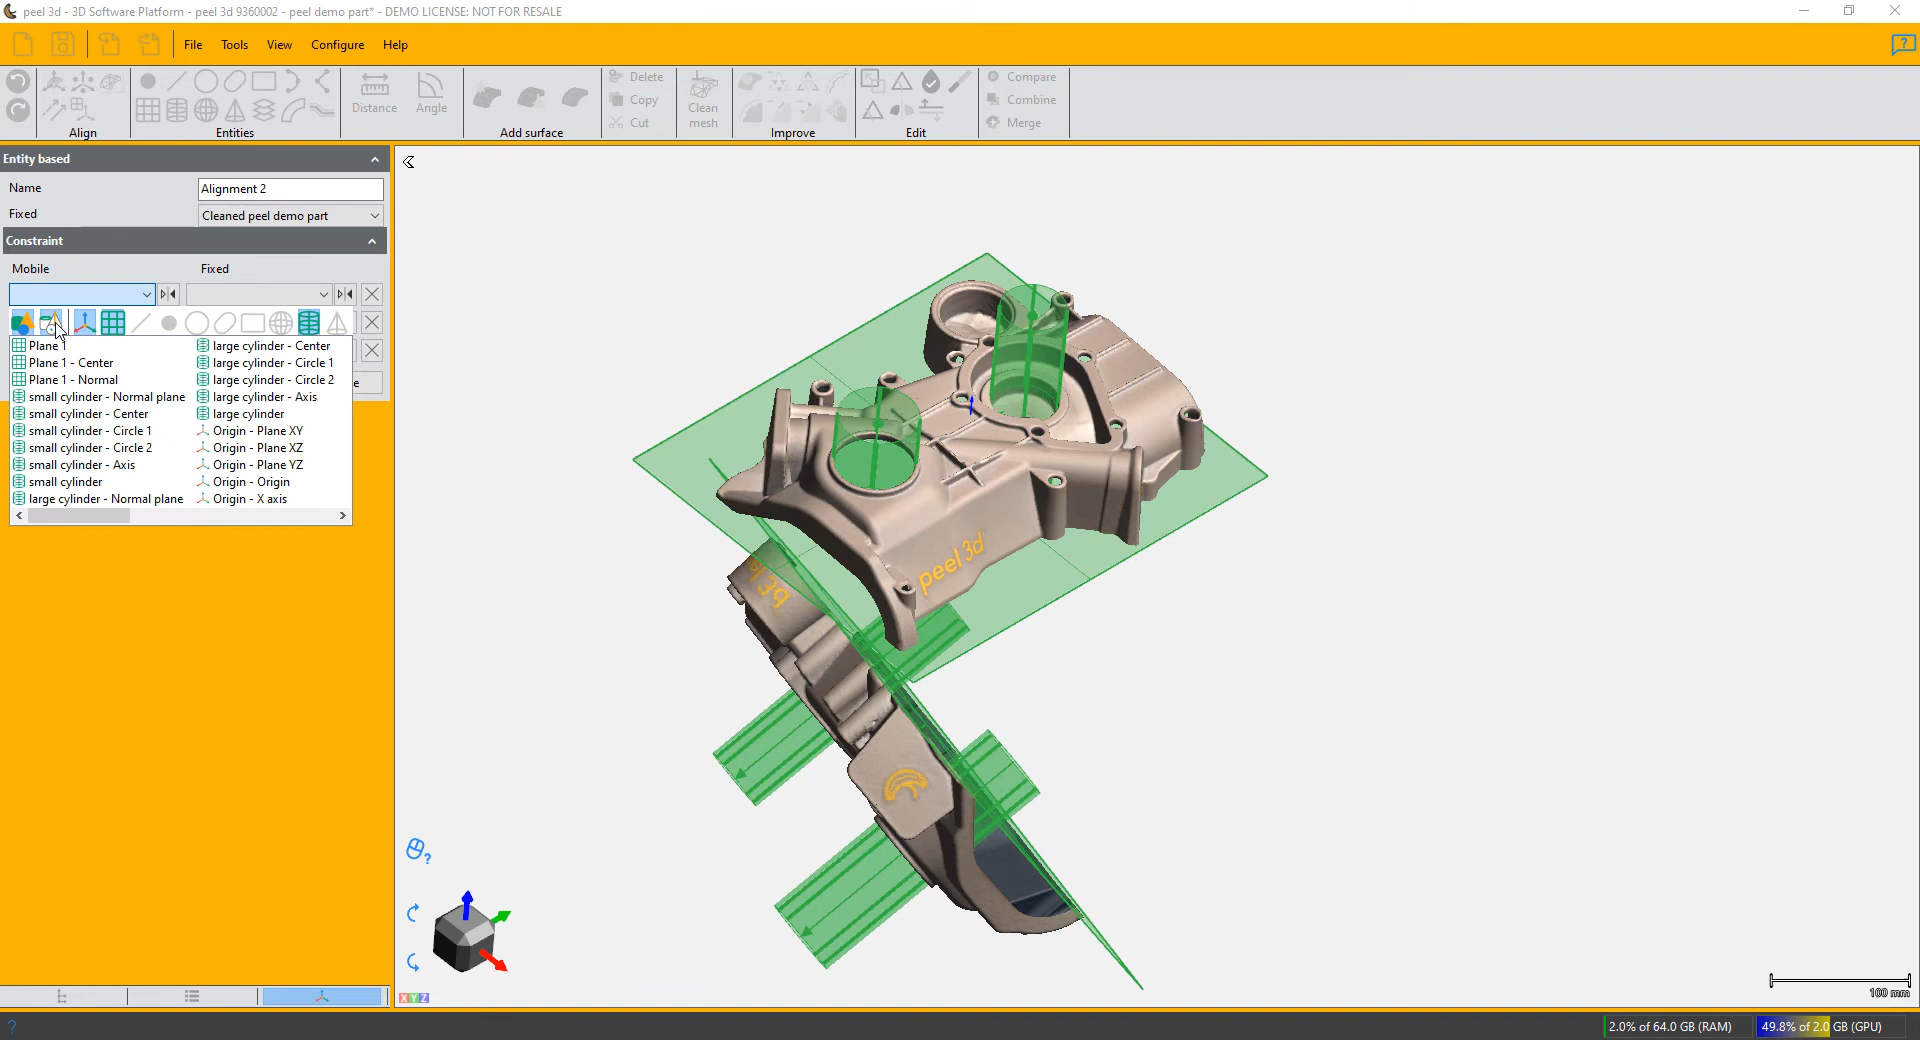 peel 3d - 3D Software Platform - peel 3d 9360002 - peel demo part* - DEMO LICENSE: NOT FOR RESALE
File Tools View Configure Help
Align
Entities
Distance
Angle
Add surface
Delete
Copy
Cut
Clean
mesh
Improve
Edit
Compare
Combine
Merge
Entity based
Name Alignment 2
Fixed Cleaned peel demo part
Constraint
Mobile Fixed
Plane 1
Plane 1 - Center
Plane 1 - Normal
small cylinder - Normal plane
small cylinder - Center
small cylinder - Circle 1
small cylinder - Circle 2
small cylinder - Axis
small cylinder
large cylinder - Normal plane
large cylinder - Center
large cylinder - Circle 1
large cylinder - Circle 2
large cylinder - Axis
large cylinder
Origin - Plane XY
Origin - Plane XZ
Origin - Plane YZ
Origin - Origin
Origin - X axis
e
peel 3d
XYZ
100 mm
?
2.0% of 64.0 GB (RAM) 49.8% of 2.0 GB (GPU)